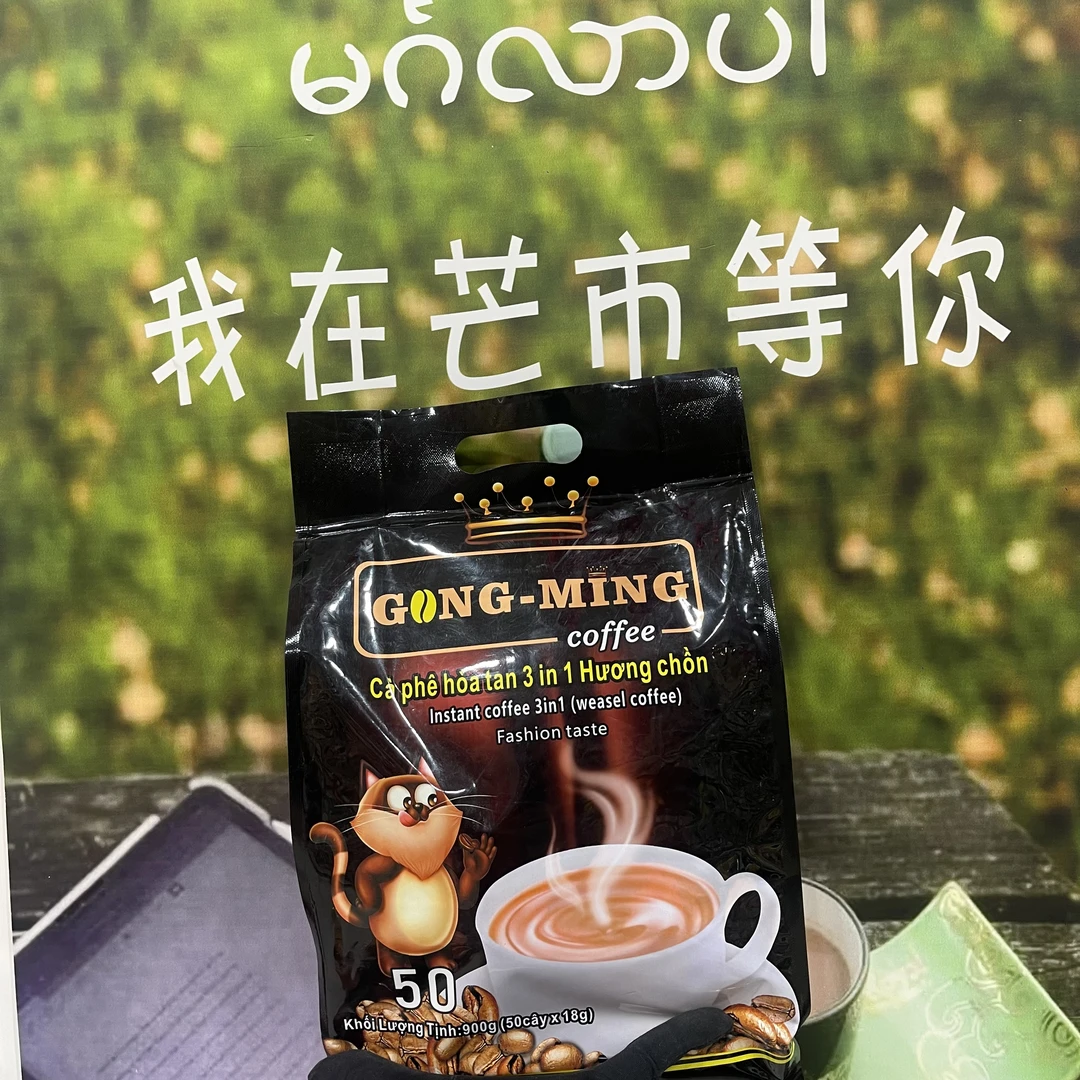 မင်္ဂလာပါ
我在芒市等你
GONG-MING
coffee
Cà phê hòa tan 3 in 1 Hương chồn
Instant coffee 3in1 (weasel coffee)
Fashion taste
50
Khối Lượng Tịnh:900g (50cây x 18g)